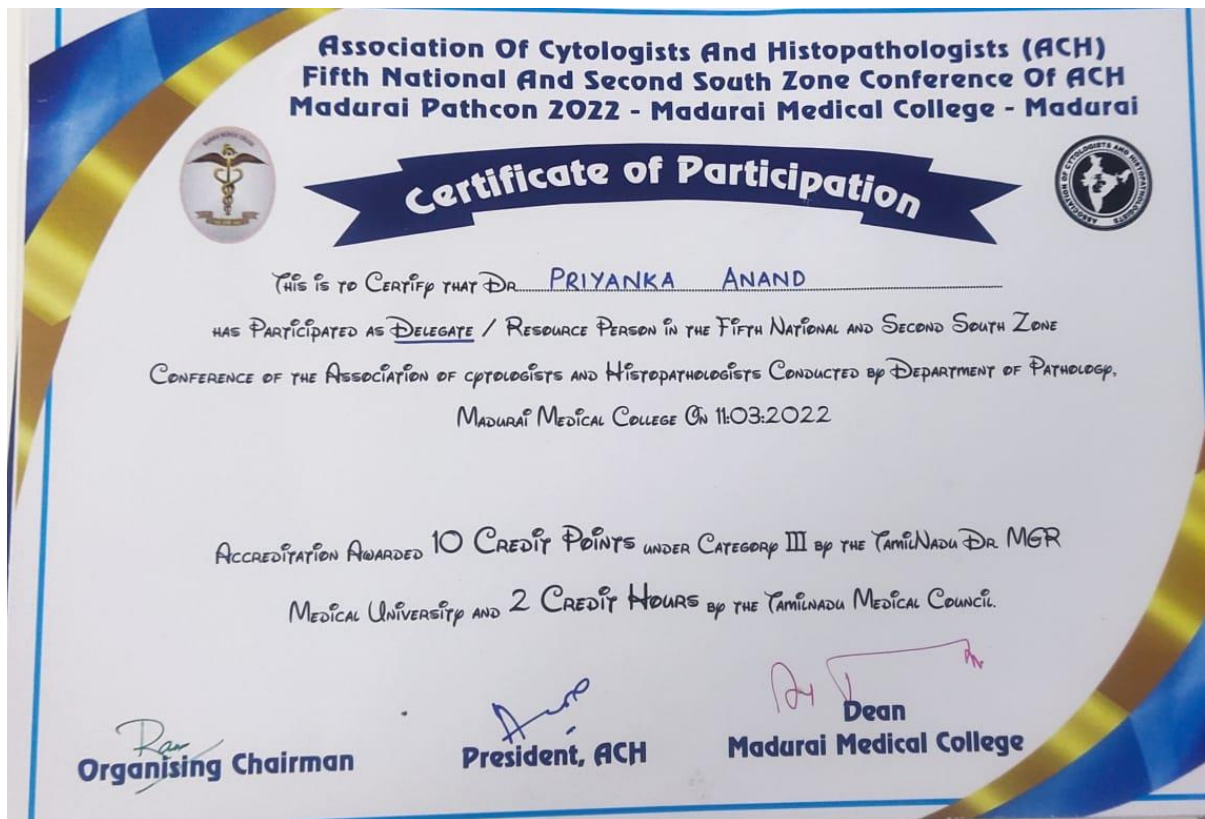 Association Of Cytologists And Histopathologists (ACH)
Fifth National And Second South Zone Conference Of ACH
Madurai Pathcon 2022 - Madurai Medical College - Madurai
ASSOCIATION OF CYTOLOGISTS AND HISTOPATHOLOGISTS
Certificate of Participation
This is to Certify that Dr PRIYANKA ANAND
has Participated as Delegate / Resource Person in the Fifth National and Second South Zone
Conference of the Association of cytologists and Histopathologists Conducted by Department of Pathology,
Madurai Medical College On 11:03:2022
Accreditation Awarded 10 Credit Points under Category III by the TamilNadu Dr MGR
Medical University and 2 Credit Hours by the Tamilnadu Medical Council.
Organising Chairman
President, ACH
Dean
Madurai Medical College